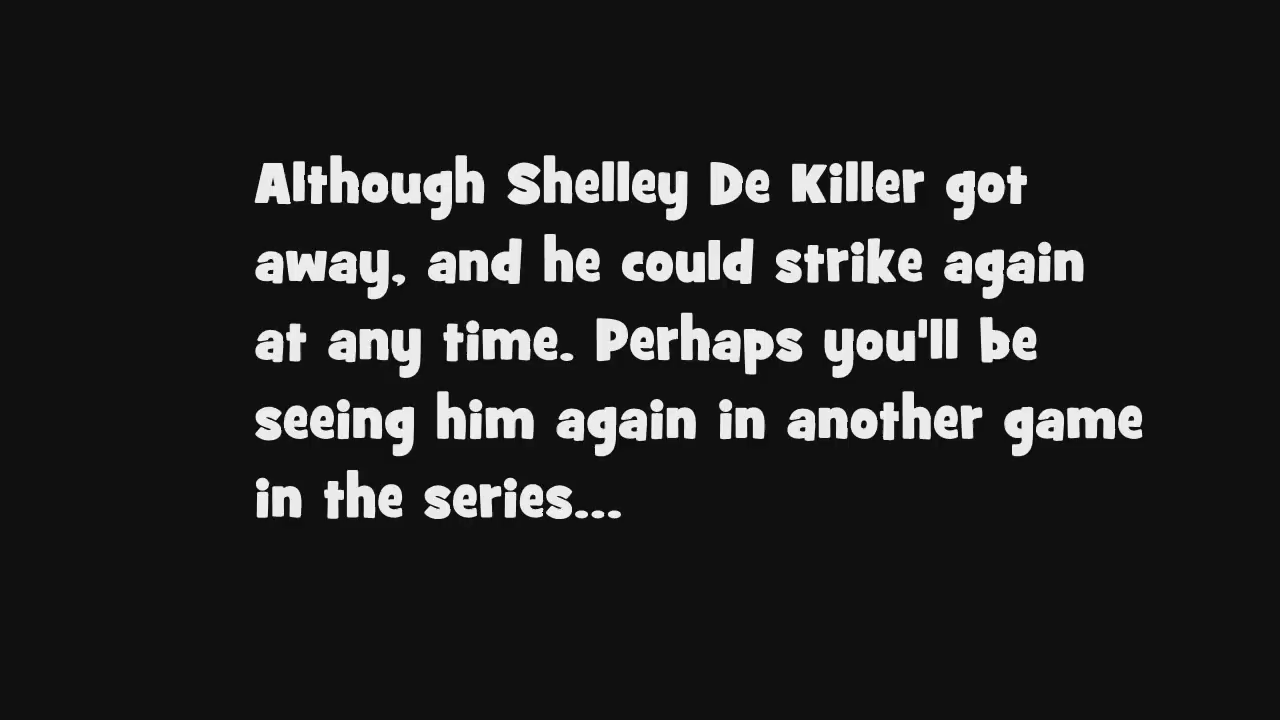 Although Shelley De Killer got
away, and he could strike again
at any time. Perhaps you'll be
seeing him again in another game
in the series...